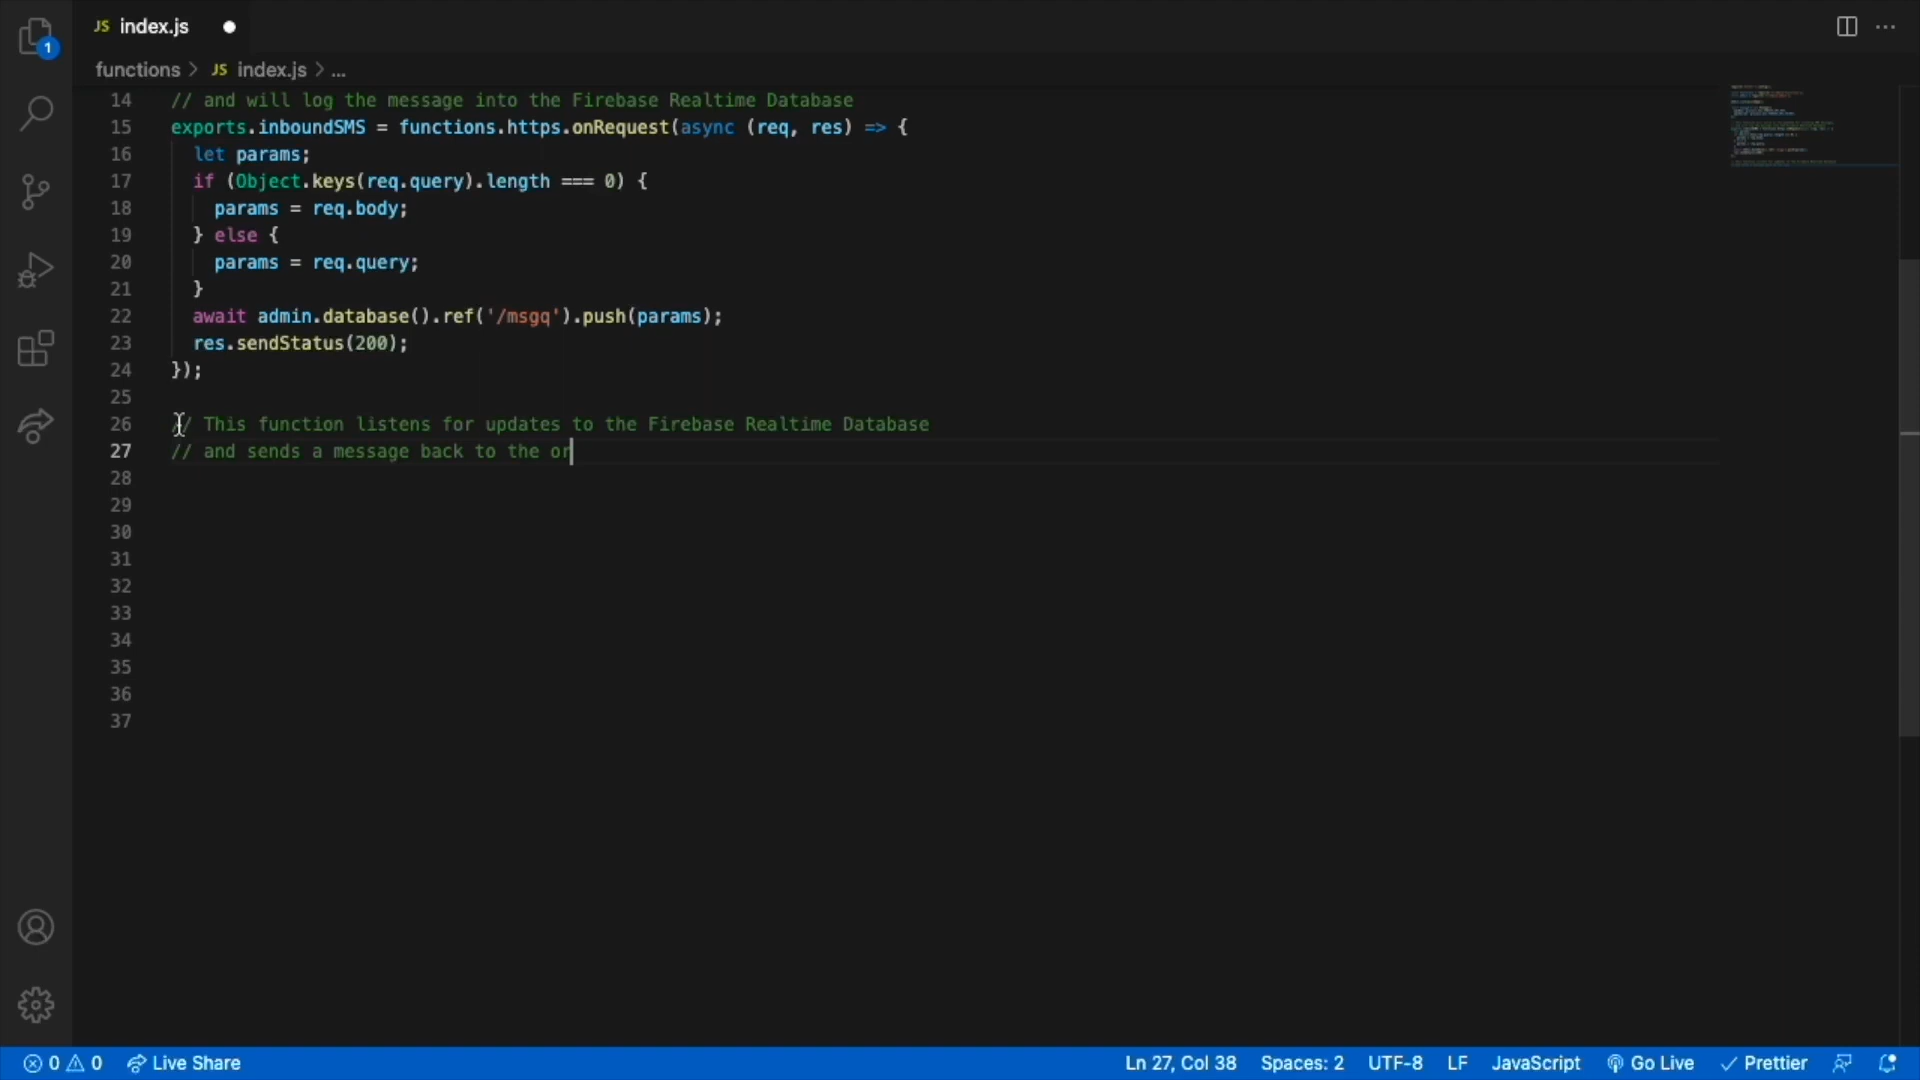 JS index.js
1
functions > JS index.js > ...
14 // and will log the message into the Firebase Realtime Database
15 exports.inboundSMS = functions.https.onRequest(async (req, res) => {
16 let params;
17 if (Object.keys(req.query).length === 0) {
18 params = req.body;
19 } else {
20 params = req.query;
21 }
22 await admin.database().ref('/msgq').push(params);
23 res.sendStatus(200);
24 });
25
26 // This function listens for updates to the Firebase Realtime Database
27 // and sends a message back to the or
28
29
30
31
32
33
34
35
36
37
0 0 Live Share Ln 27, Col 38 Spaces: 2 UTF-8 LF JavaScript Go Live Prettier